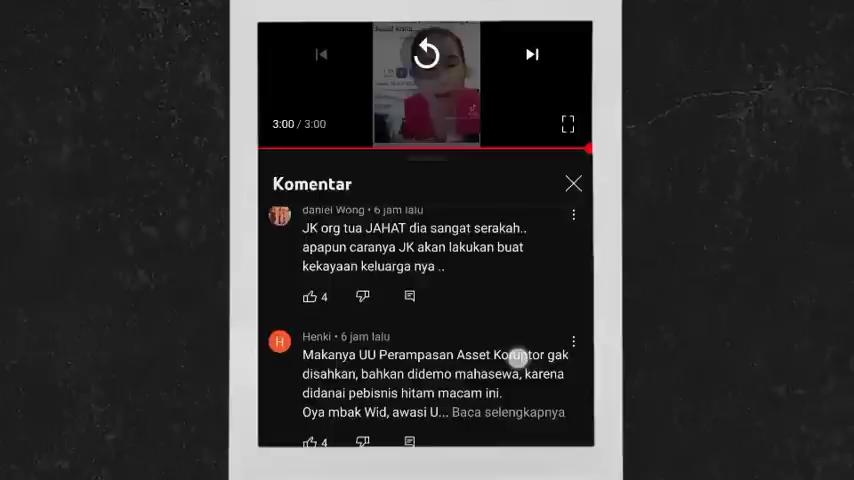 3:00 / 3:00
Komentar
daniel Wong • 6 jam lalu
JK org tua JAHAT dia sangat serakah..
apapun caranya JK akan lakukan buat
kekayaan keluarga nya ..
4
H
Henki • 6 jam lalu
Makanya UU Perampasan Asset Koruptor gak
disahkan, bahkan didemo mahasewa, karena
didanai pebisnis hitam macam ini.
Oya mbak Wid, awasi U... Baca selengkapnya
4